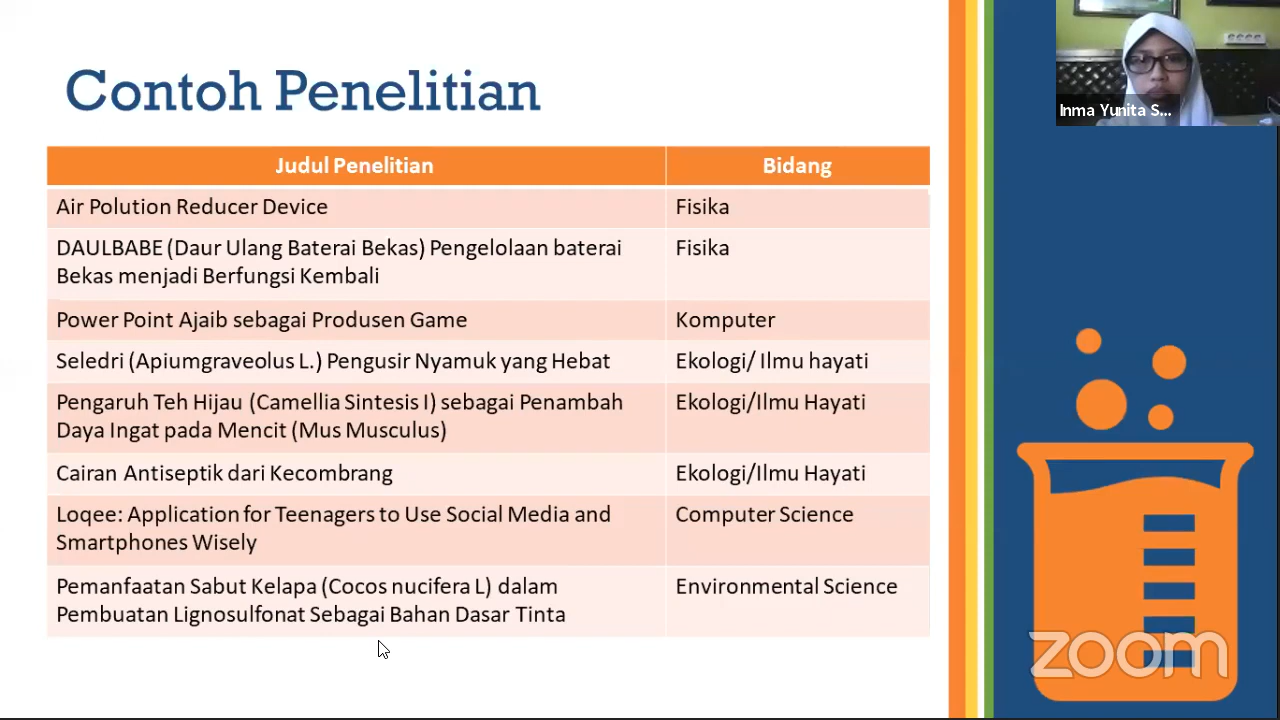 Contoh Penelitian
Inma Yunita S...
Judul Penelitian
Bidang
Air Polution Reducer Device
Fisika
DAULBABE (Daur Ulang Baterai Bekas) Pengelolaan baterai
Bekas menjadi Berfungsi Kembali
Fisika
Power Point Ajaib sebagai Produsen Game
Komputer
Seledri (Apiumgraveolus L.) Pengusir Nyamuk yang Hebat
Ekologi/ Ilmu hayati
Pengaruh Teh Hijau (Camellia Sintesis I) sebagai Penambah
Daya Ingat pada Mencit (Mus Musculus)
Ekologi/Ilmu Hayati
Cairan Antiseptik dari Kecombrang
Ekologi/Ilmu Hayati
Loqee: Application for Teenagers to Use Social Media and
Smartphones Wisely
Computer Science
Pemanfaatan Sabut Kelapa (Cocos nucifera L) dalam
Pembuatan Lignosulfonat Sebagai Bahan Dasar Tinta
Environmental Science
zoom